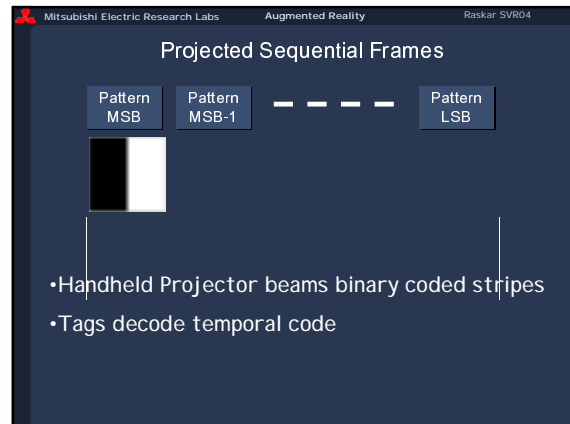 Mitsubishi Electric Research Labs Augmented Reality Raskar SVR04
Projected Sequential Frames
Pattern MSB
Pattern MSB-1
Pattern LSB
•Handheld Projector beams binary coded stripes
•Tags decode temporal code